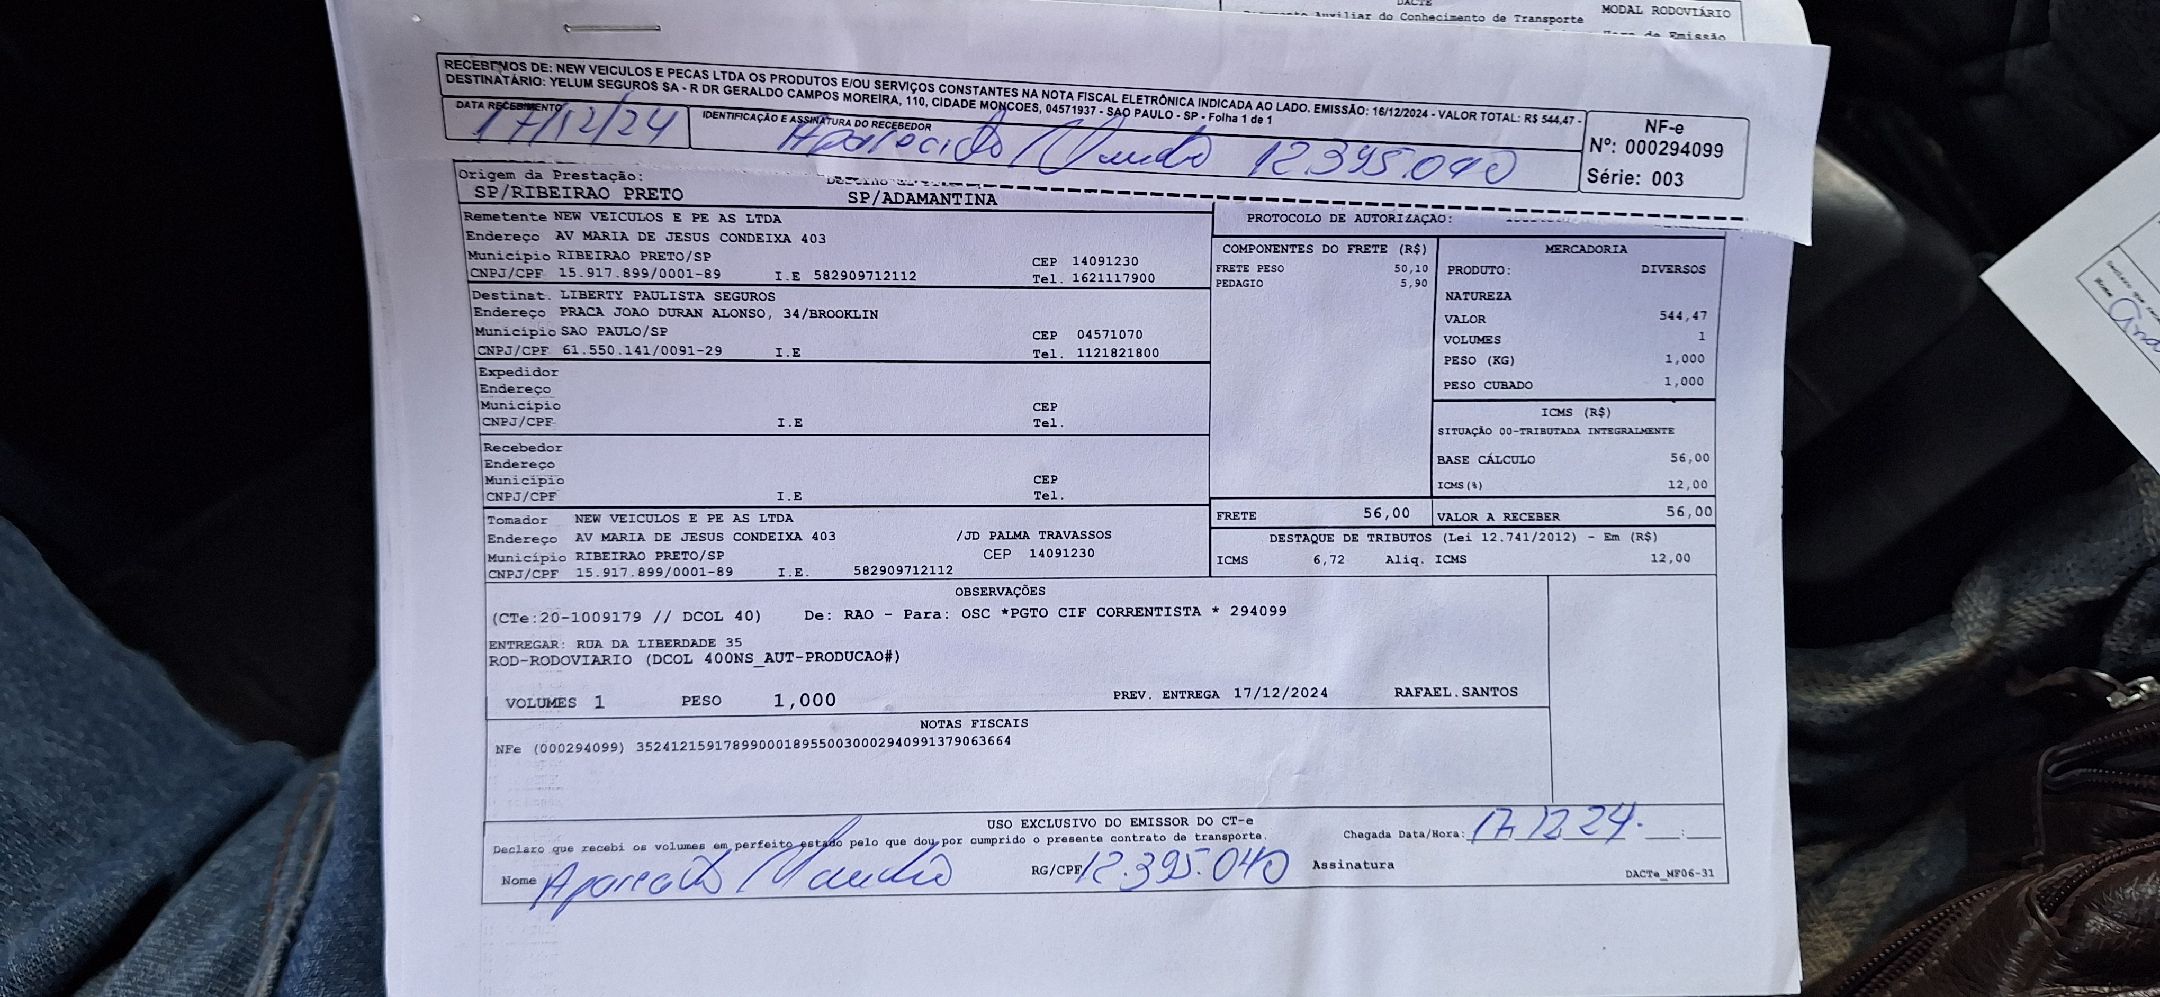 DACTE
Auxiliar do Conhecimento de Transporte
MODAL RODOVIÁRIO
de Emissão
RECEBEMOS DE: NEW VEICULOS E PECAS LTDA OS PRODUTOS E/OU SERVIÇOS CONSTANTES NA NOTA FISCAL ELETRÔNICA INDICADA AO LADO. EMISSÃO: 16/12/2024 - VALOR TOTAL: R$ 544,47 -
DESTINATÁRIO: YELUM SEGUROS SA - R DR GERALDO CAMPOS MOREIRA, 110, CIDADE MONCOES, 04571937 - SAO PAULO - SP - Folha 1 de 1
DATA RECEBIMENTO
17/12/24
IDENTIFICAÇÃO E ASSINATURA DO RECEBEDOR
Aparecido 12.395.040
NF-e
Nº: 000294099
Série: 003
Origem da Prestação:
SP/RIBEIRAO PRETO SP/ADAMANTINA
Remetente NEW VEICULOS E PE AS LTDA
Endereço AV MARIA DE JESUS CONDEIXA 403
Município RIBEIRAO PRETO/SP CEP 14091230
CNPJ/CPF 15.917.899/0001-89 I.E 582909712112 Tel. 1621117900
Destinat. LIBERTY PAULISTA SEGUROS
Endereço PRACA JOAO DURAN ALONSO, 34/BROOKLIN
Município SAO PAULO/SP CEP 04571070
CNPJ/CPF 61.550.141/0091-29 I.E Tel. 1121821800
Expedidor
Endereço
Município CEP
CNPJ/CPF I.E Tel.
Recebedor
Endereço
Município CEP
CNPJ/CPF I.E Tel.
Tomador NEW VEICULOS E PE AS LTDA
Endereço AV MARIA DE JESUS CONDEIXA 403 /JD PALMA TRAVASSOS
Município RIBEIRAO PRETO/SP CEP 14091230
CNPJ/CPF 15.917.899/0001-89 I.E. 582909712112
PROTOCOLO DE AUTORIZAÇAO:
COMPONENTES DO FRETE (R$)
FRETE PESO 50,10
PEDAGIO 5,90
MERCADORIA
PRODUTO: DIVERSOS
NATUREZA
VALOR 544,47
VOLUMES 1
PESO (KG) 1,000
PESO CUBADO 1,000
ICMS (R$)
SITUAÇÃO 00-TRIBUTADA INTEGRALMENTE
BASE CÁLCULO 56,00
ICMS(%) 12,00
FRETE 56,00 VALOR A RECEBER 56,00
DESTAQUE DE TRIBUTOS (Lei 12.741/2012) - Em (R$)
ICMS 6,72 Aliq. ICMS 12,00
OBSERVAÇÕES
(CTe:20-1009179 // DCOL 40) De: RAO - Para: OSC *PGTO CIF CORRENTISTA * 294099
ENTREGAR: RUA DA LIBERDADE 35
ROD-RODOVIARIO (DCOL 400NS_AUT-PRODUCAO#)
VOLUMES 1 PESO 1,000 PREV. ENTREGA 17/12/2024 RAFAEL.SANTOS
NOTAS FISCAIS
NFe (000294099) 35241215917899000189550030002940991379063664
USO EXCLUSIVO DO EMISSOR DO CT-e
Declaro que recebi os volumes em perfeito estado pelo que dou por cumprido o presente contrato de transporte. Chegada Data/Hora: 17.12.24. :
Nome Aparecido RG/CPF 12.395.040 Assinatura
DACTe_MF06-31